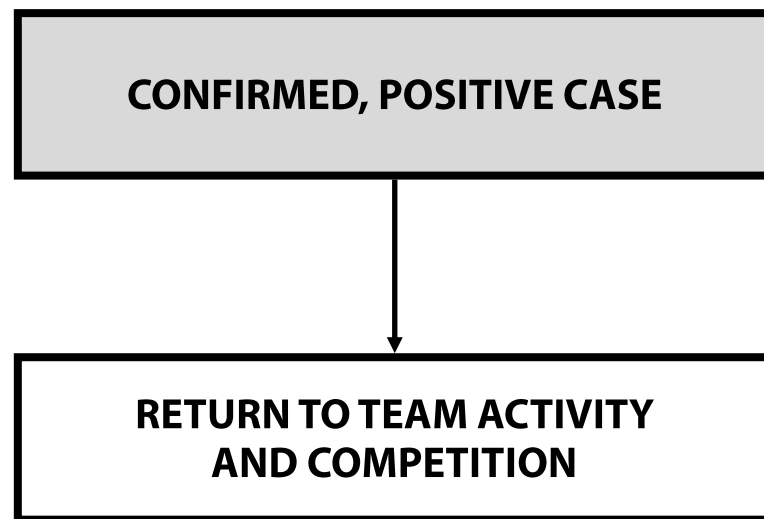 CONFIRMED, POSITIVE CASE
RETURN TO TEAM ACTIVITY
AND COMPETITION